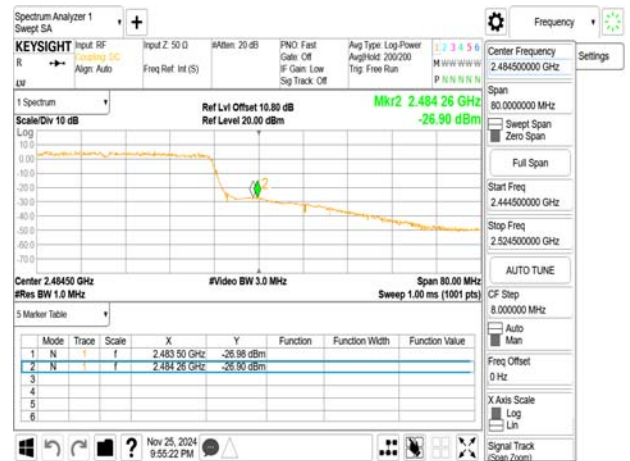 Spectrum Analyzer 1
Swept SA
+
Frequency
KEYSIGHT
R
Input: RF
Coupling: DC
Align: Auto
Input Z: 50 Ω
Freq Ref: Int (S)
#Atten: 20 dB
PNO: Fast
Gate: Off
IF Gain: Low
Sig Track: Off
Avg Type: Log-Power
Avg|Hold: 200/200
Trig: Free Run
1 2 3 4 5 6
M W W W W W
P N N N N N
1 Spectrum
Scale/Div 10 dB
Ref Lvl Offset 10.80 dB
Ref Level 20.00 dBm
Mkr2 2.484 26 GHz
-26.90 dBm
Log
10.0
0.00
-10.0
-20.0
-30.0
-40.0
-50.0
-60.0
-70.0
2
Center 2.48450 GHz
#Res BW 1.0 MHz
#Video BW 3.0 MHz
Span 80.00 MHz
Sweep 1.00 ms (1001 pts)
5 Marker Table
Mode Trace Scale X Y Function Function Width Function Value
1 N 1 f 2.483 50 GHz -26.98 dBm
2 N 1 f 2.484 26 GHz -26.90 dBm
3
4
5
6
?
Nov 25, 2024
9:55:22 PM
Center Frequency
2.484500000 GHz
Settings
Span
80.0000000 MHz
Swept Span
Zero Span
Full Span
Start Freq
2.444500000 GHz
Stop Freq
2.524500000 GHz
AUTO TUNE
CF Step
8.000000 MHz
Auto
Man
Freq Offset
0 Hz
X Axis Scale
Log
Lin
Signal Track
(Span Zoom)